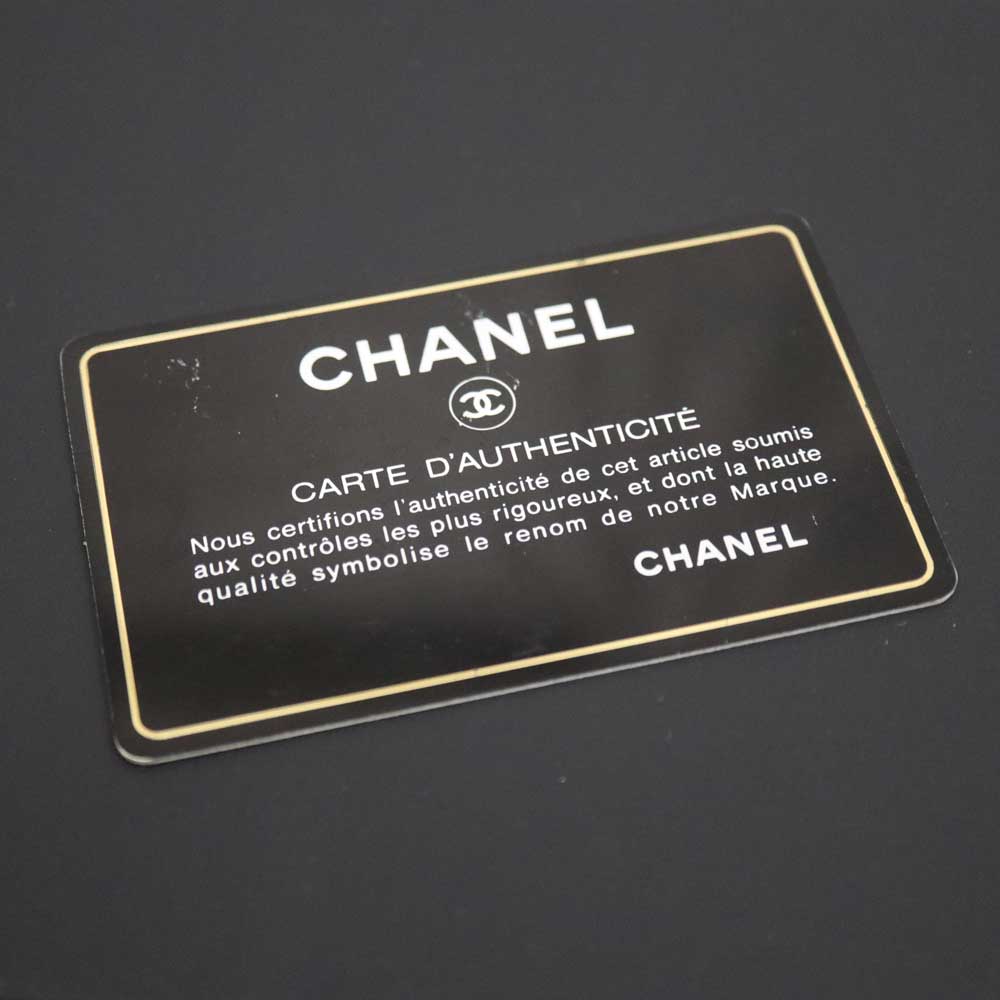 CHANEL
CARTE D'AUTHENTICITÉ
Nous certifions l'authenticité de cet article soumis
aux contrôles les plus rigoureux, et dont la haute
qualité symbolise le renom de notre Marque.
CHANEL